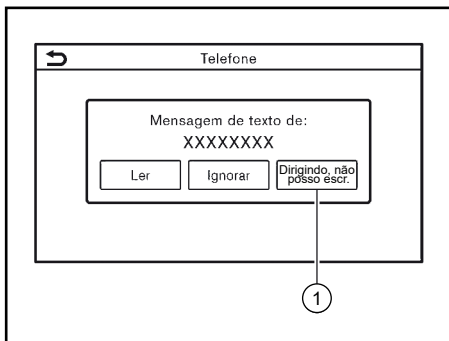 Telefone
Mensagem de texto de:
XXXXXXXX
Ler
Ignorar
Dirigindo, não
posso escr.
1